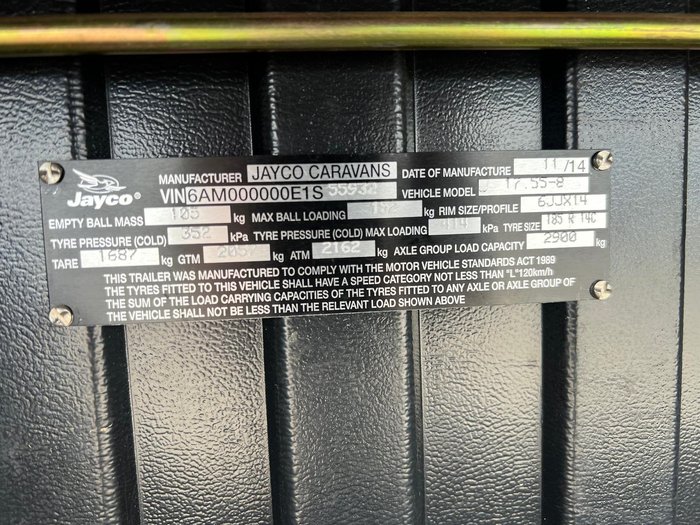 Jayco
MANUFACTURER JAYCO CARAVANS DATE OF MANUFACTURE 11/14
VIN 6AM000000E1S55932 VEHICLE MODEL J 17.55-8
EMPTY BALL MASS 105 kg MAX BALL LOADING kg RIM SIZE/PROFILE 6JJX14
TYRE PRESSURE (COLD) 352 kPa TYRE PRESSURE (COLD) MAX LOADING kPa TYRE SIZE R 14C
TARE 1687 kg GTM kg ATM 2162 kg AXLE GROUP LOAD CAPACITY 2900 kg
THIS TRAILER WAS MANUFACTURED TO COMPLY WITH THE MOTOR VEHICLE STANDARDS ACT 1989
THE TYRES FITTED TO THIS VEHICLE SHALL HAVE A SPEED CATEGORY NOT LESS THAN "L"120km/h
THE SUM OF THE LOAD CARRYING CAPACITIES OF THE TYRES FITTED TO ANY AXLE OR AXLE GROUP OF
THE VEHICLE SHALL NOT BE LESS THAN THE RELEVANT LOAD SHOWN ABOVE